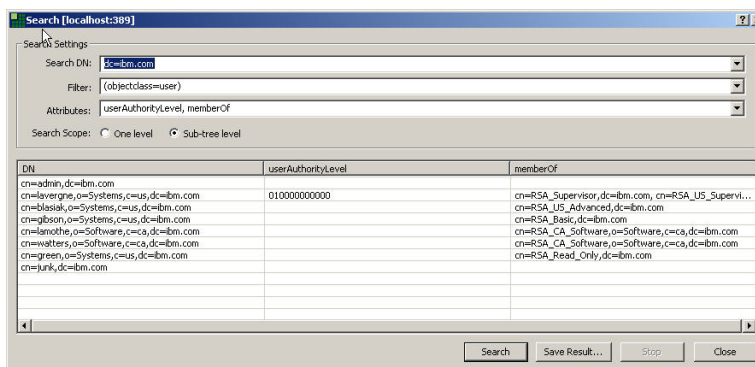 Search [localhost:389]
Search Settings
Search DN: dc=ibm.com
Filter: (objectclass=user)
Attributes: userAuthorityLevel, memberOf
Search Scope: One level Sub-tree level
DN userAuthorityLevel memberOf
cn=admin,dc=ibm.com
cn=lavergne,o=Systems,c=us,dc=ibm.com 010000000000 cn=RSA_Supervisor,dc=ibm.com, cn=RSA_US_Supervi...
cn=blasiak,o=Systems,c=us,dc=ibm.com cn=RSA_US_Advanced,dc=ibm.com
cn=gibson,o=Systems,c=us,dc=ibm.com cn=RSA_Basic,dc=ibm.com
cn=lamothe,o=Software,c=ca,dc=ibm.com cn=RSA_CA_Software,o=Software,c=ca,dc=ibm.com
cn=watters,o=Software,c=ca,dc=ibm.com cn=RSA_CA_Software,o=Software,c=ca,dc=ibm.com
cn=green,o=Systems,c=us,dc=ibm.com cn=RSA_Read_Only,dc=ibm.com
cn=junk,dc=ibm.com
Search Save Result... Stop Close